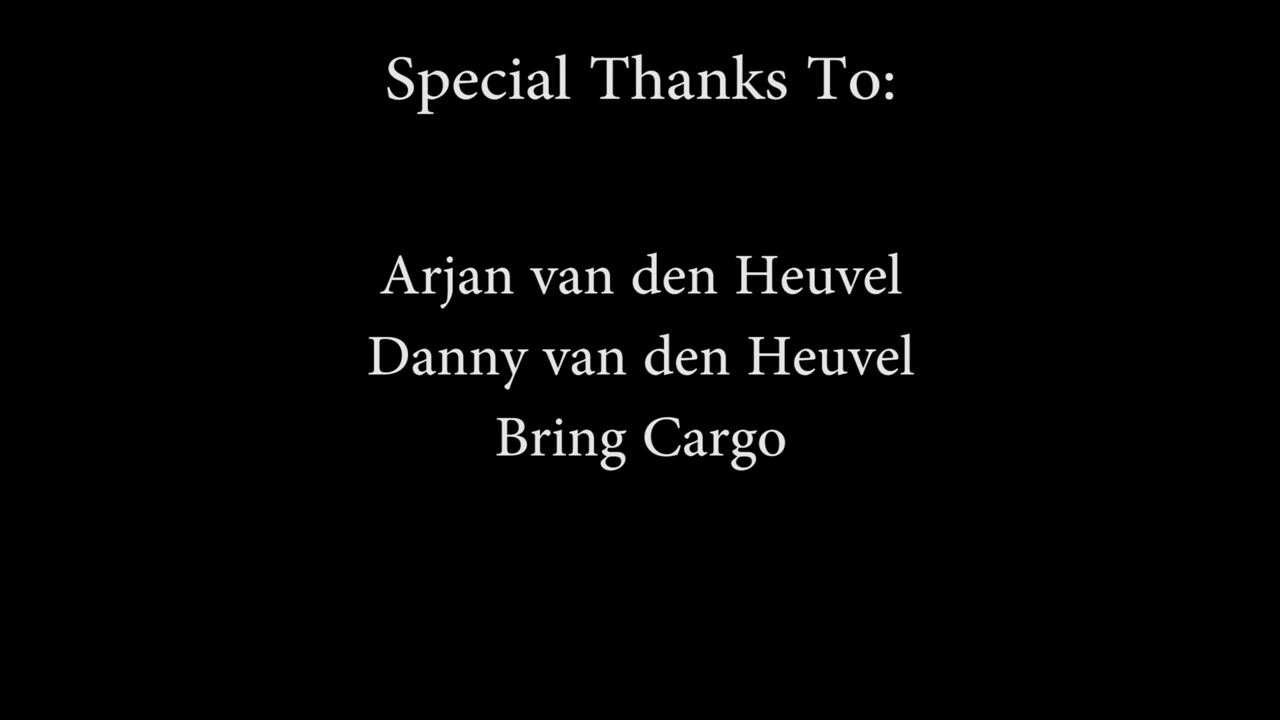 Special Thanks To:
Arjan van den Heuvel
Danny van den Heuvel
Bring Cargo